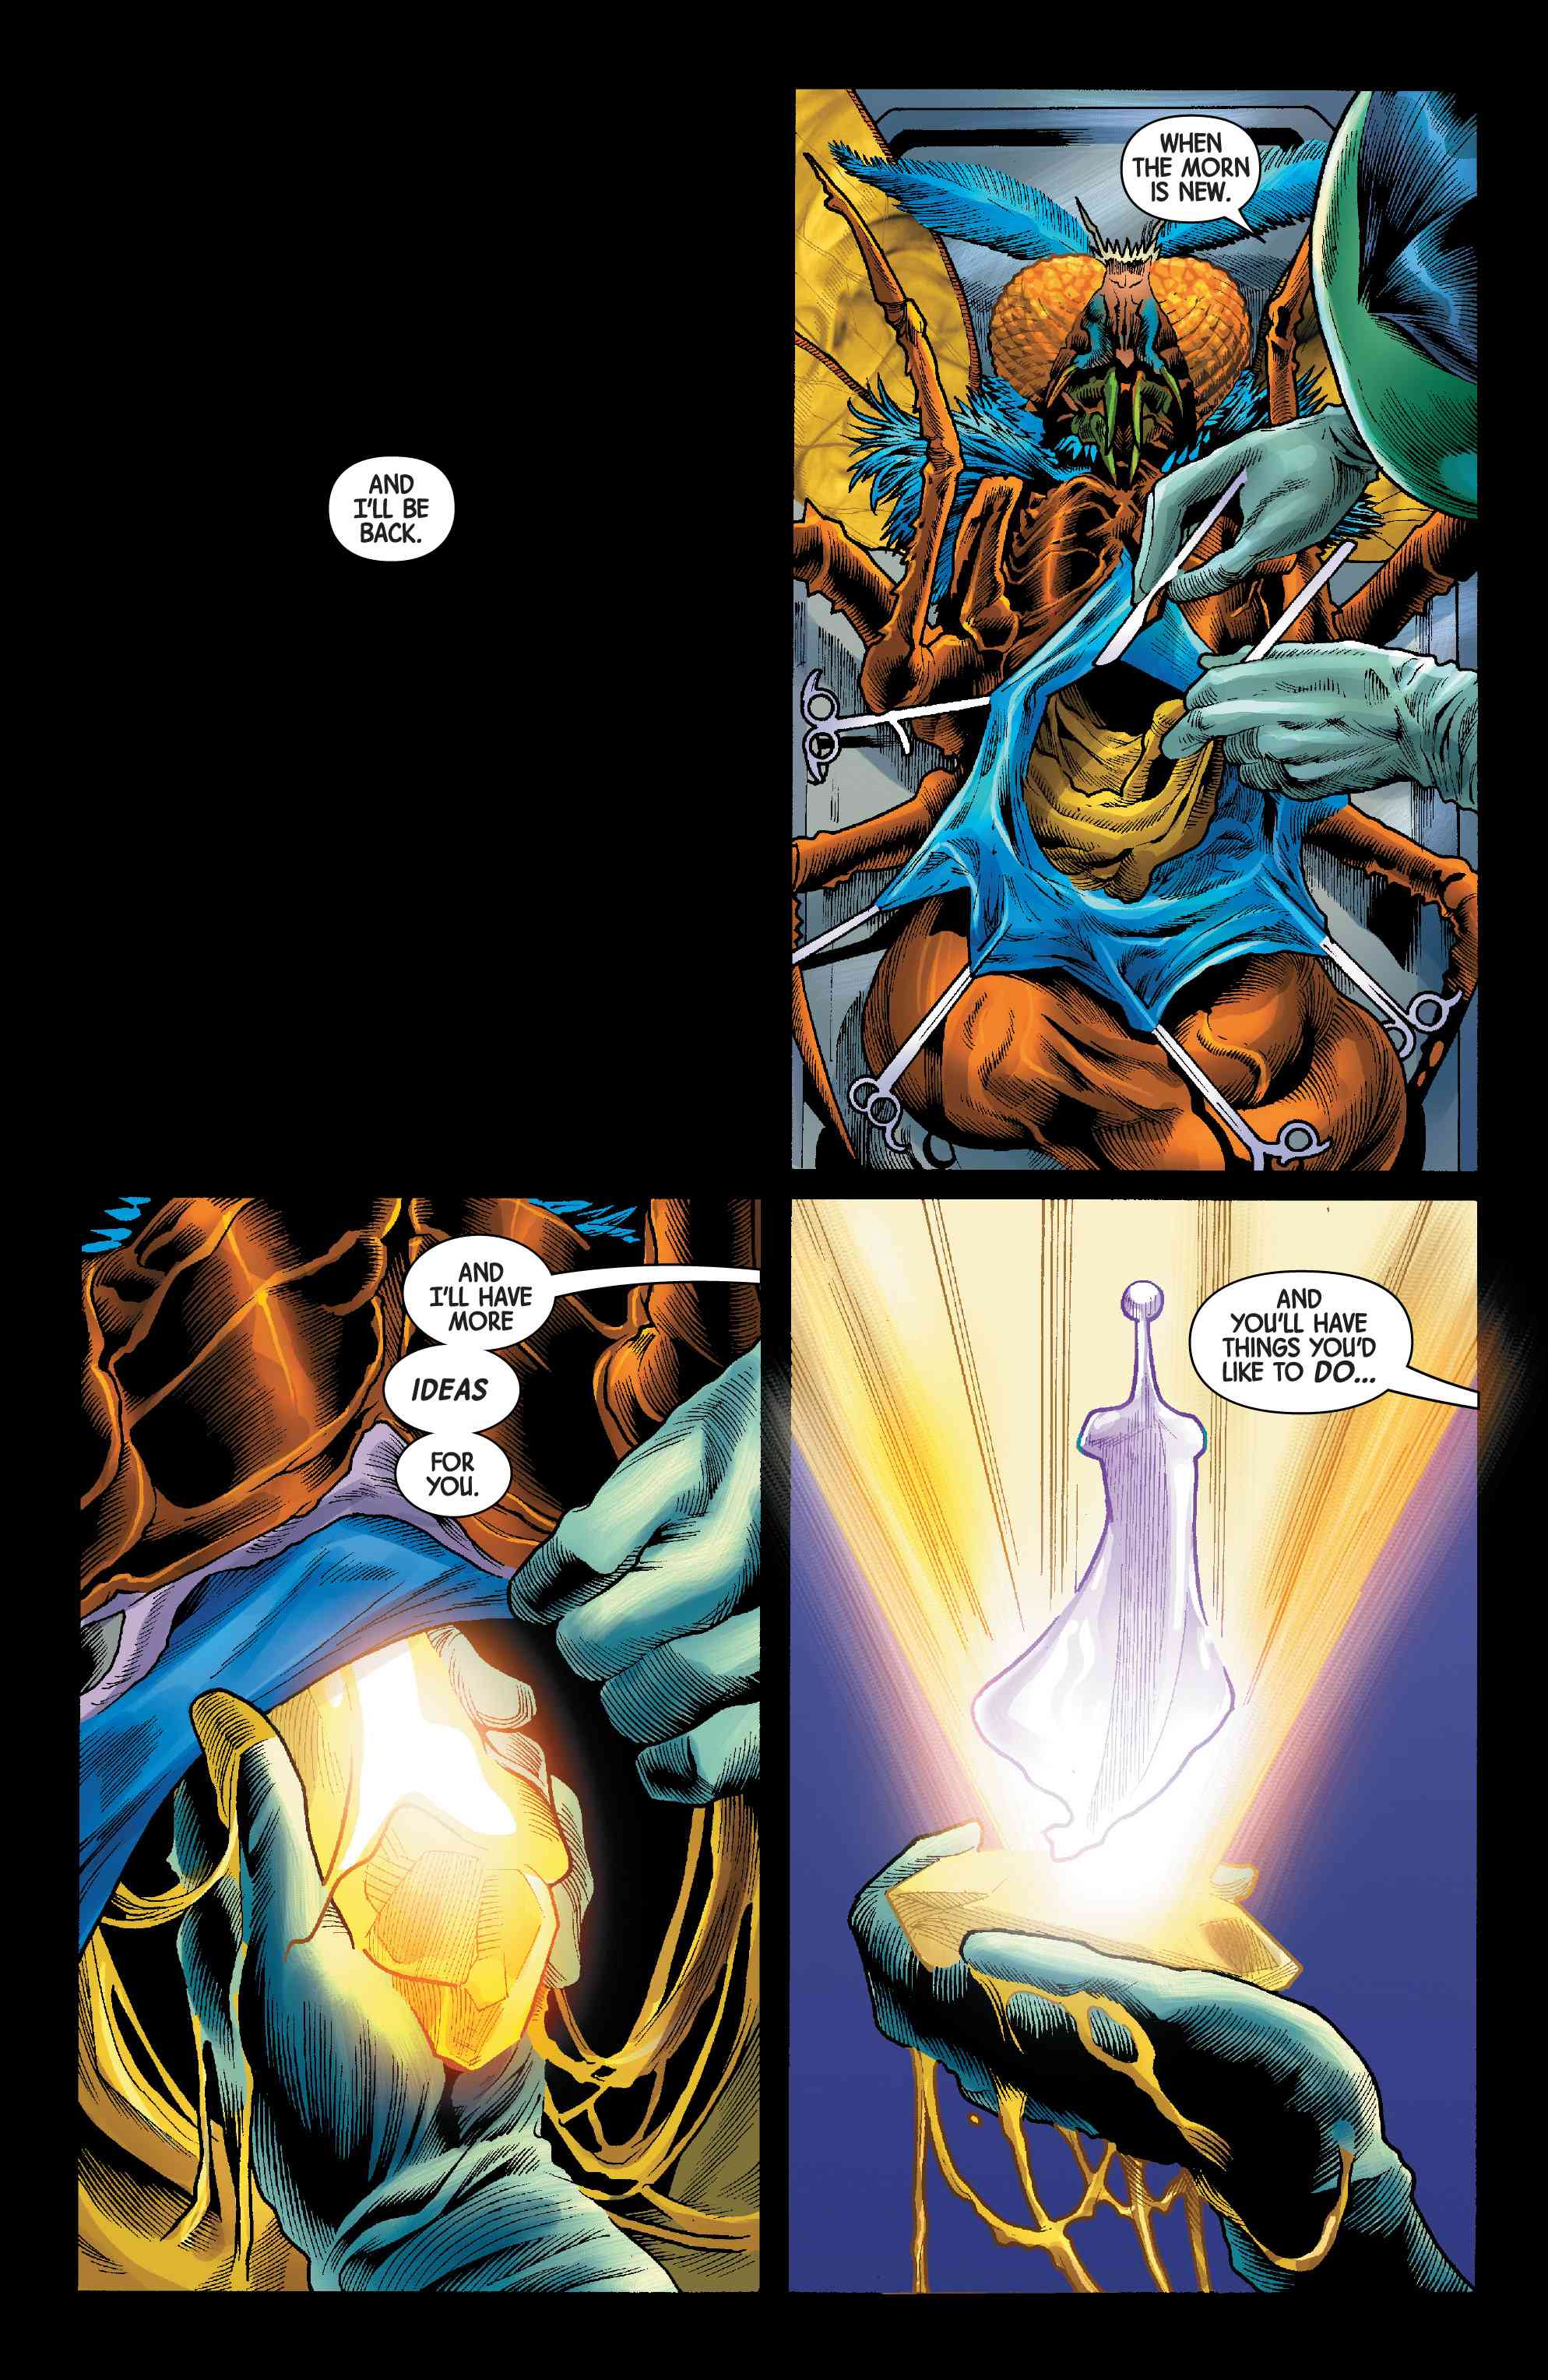 AND
I'LL BE
BACK.
WHEN
THE MORN
IS NEW.
AND
I'LL HAVE
MORE
IDEAS
FOR
YOU.
AND
YOU'LL HAVE
THINGS YOU'D
LIKE TO DO...